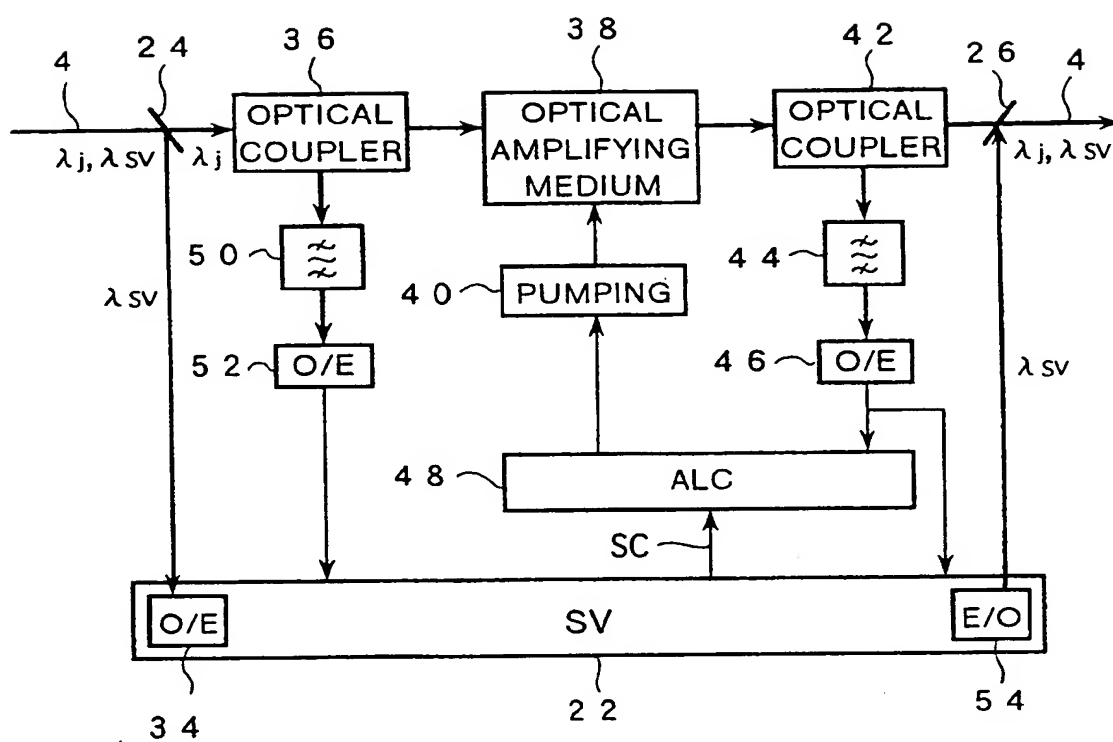 36
38
42
24
26
4
4
OPTICAL
COUPLER
OPTICAL
AMPLIFYING
MEDIUM
OPTICAL
COUPLER
λj, λSV
λj
λj, λSV
50
44
λSV
40
PUMPING
52
O/E
46
O/E
λSV
48
ALC
SC
O/E
SV
E/O
34
22
54